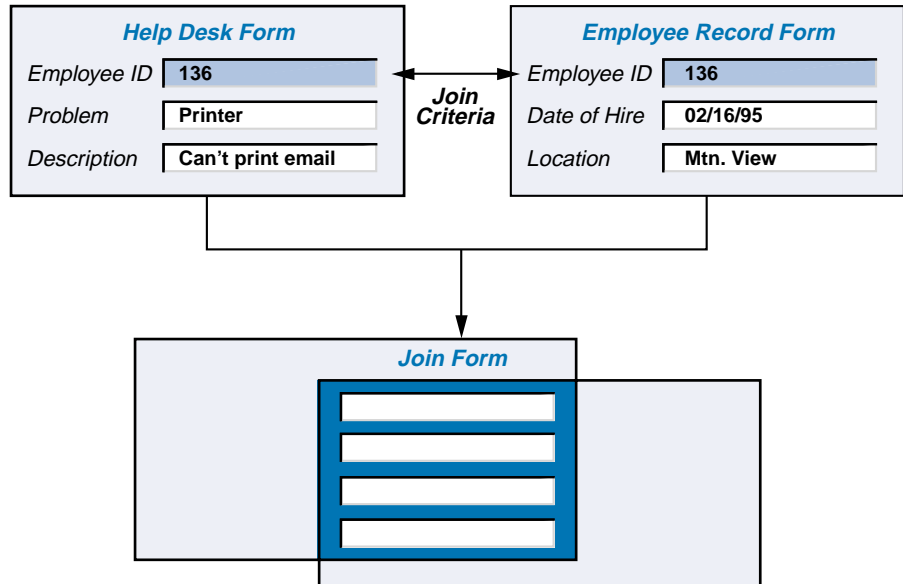 Help Desk Form
Employee ID 136
Problem Printer
Description Can't print email
Join
Criteria
Employee Record Form
Employee ID 136
Date of Hire 02/16/95
Location Mtn. View
Join Form